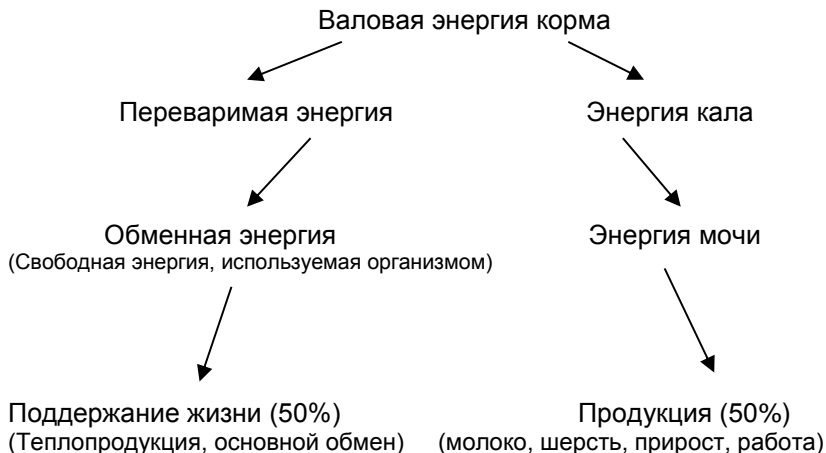 Валовая энергия корма
Переваримая энергия
Энергия кала
Обменная энергия
(Свободная энергия, используемая организмом)
Энергия мочи
Поддержание жизни (50%)
(Теплопродукция, основной обмен)
Продукция (50%)
(молоко, шерсть, прирост, работа)